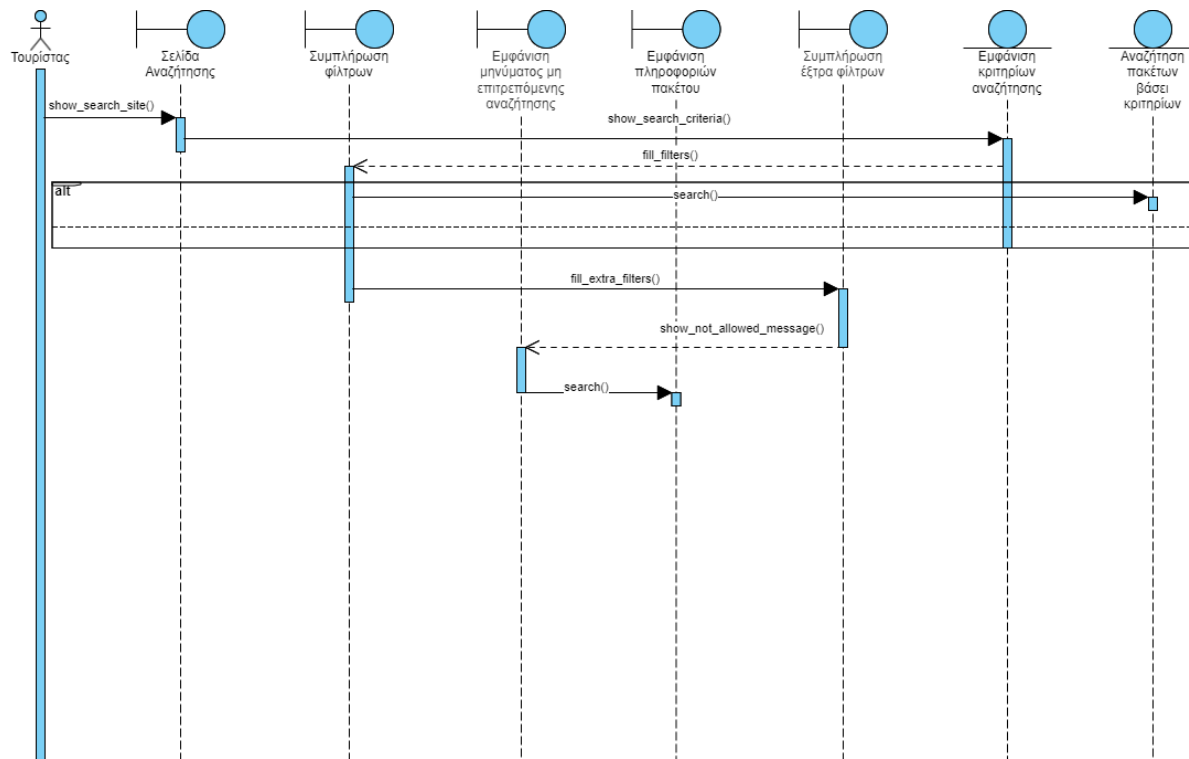 Τουρίστας
Σελίδα
Αναζήτησης
Συμπλήρωση
φίλτρων
Εμφάνιση
μηνύματος μη
επιτρεπόμενης
αναζήτησης
Εμφάνιση
πληροφοριών
πακέτου
Συμπλήρωση
έξτρα φίλτρων
Εμφάνιση
κριτηρίων
αναζήτησης
Αναζήτηση
πακέτων
βάσει
κριτηρίων
show_search_site()
show_search_criteria()
fill_filters()
alt
search()
fill_extra_filters()
show_not_allowed_message()
search()